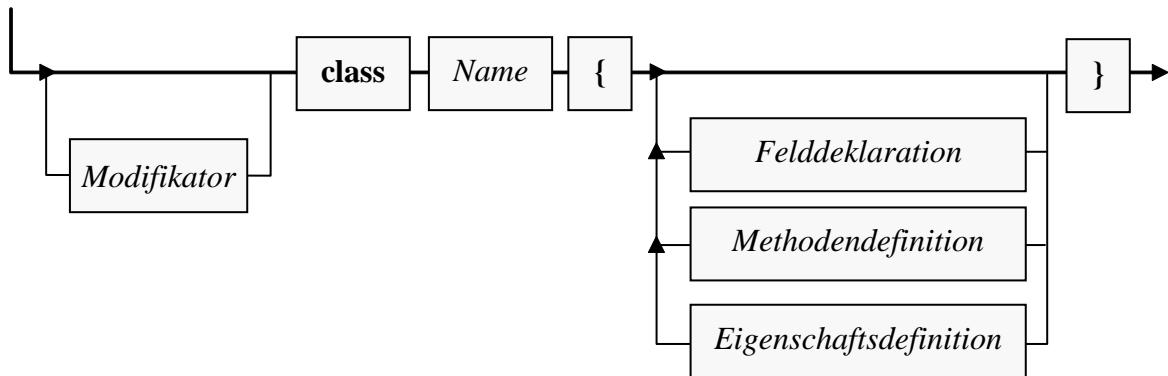 class Name { }
Modifikator
Felddeklaration
Methodendefinition
Eigenschaftsdefinition